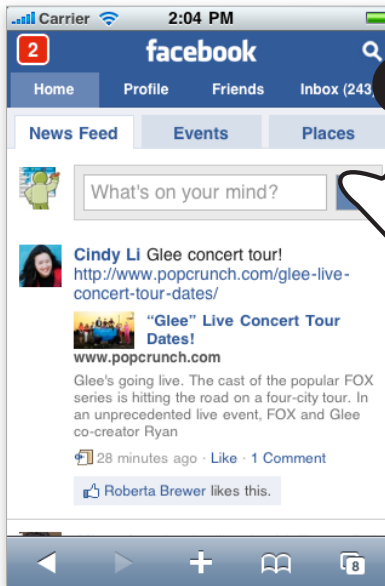 Carrier 2:04 PM
2 facebook
Home Profile Friends Inbox (243)
News Feed Events Places
What's on your mind?
Cindy Li Glee concert tour!
http://www.popcrunch.com/glee-live-
concert-tour-dates/
“Glee” Live Concert Tour
Dates!
www.popcrunch.com
Glee's going live. The cast of the popular FOX
series is hitting the road on a four-city tour. In
an unprecedented live event, FOX and Glee
co-creator Ryan
28 minutes ago · Like · 1 Comment
Roberta Brewer likes this.
8